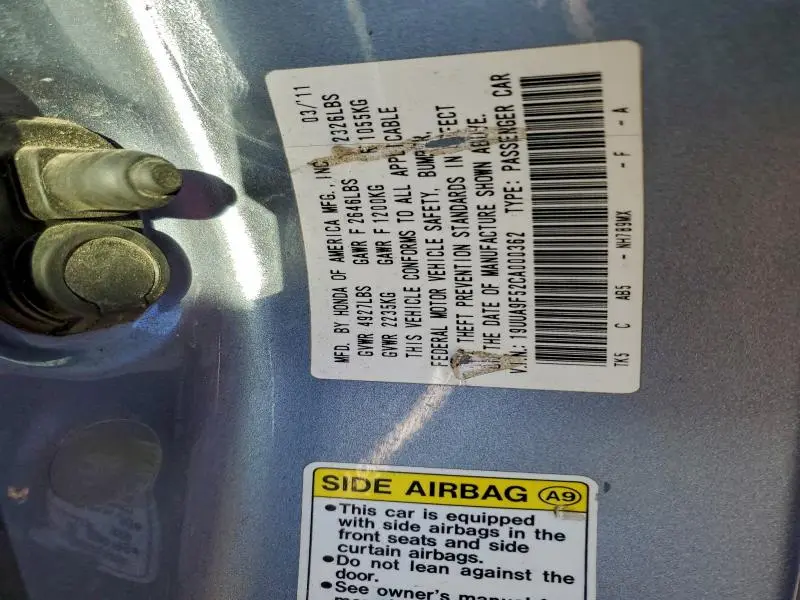 MFD. BY HONDA OF AMERICA MFG., INC. 03/'11
GVWR 4927LBS GAWR F 2646LBS 2326LBS
GVWR 2235KG GAWR F 1200KG 1055KG
THIS VEHICLE CONFORMS TO ALL APPLICABLE
FEDERAL MOTOR VEHICLE SAFETY, BUMPER,
THEFT PREVENTION STANDARDS IN EFFECT
THE DATE OF MANUFACTURE SHOWN ABOVE.
V.I.N.: 19UUA9F52CA000362 TYPE: PASSENGER CAR
TK5 C AB5 - NH789MX - F - A
SIDE AIRBAG A9
•This car is equipped
with side airbags in the
front seats and side
curtain airbags.
•Do not lean against the
door.
•See owner's manual